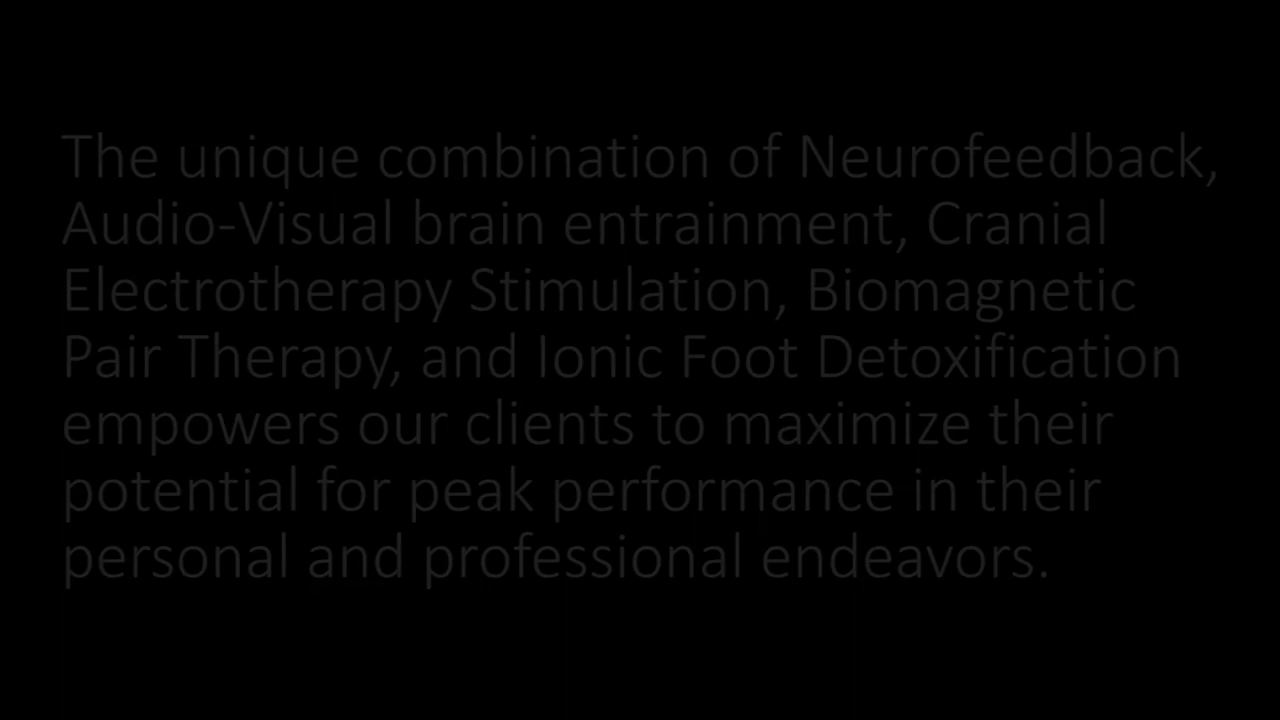 The unique combination of Neurofeedback,
Audio-Visual brain entrainment, Cranial
Electrotherapy Stimulation, Biomagnetic
Pair Therapy, and Ionic Foot Detoxification
empowers our clients to maximize their
potential for peak performance in their
personal and professional endeavors.